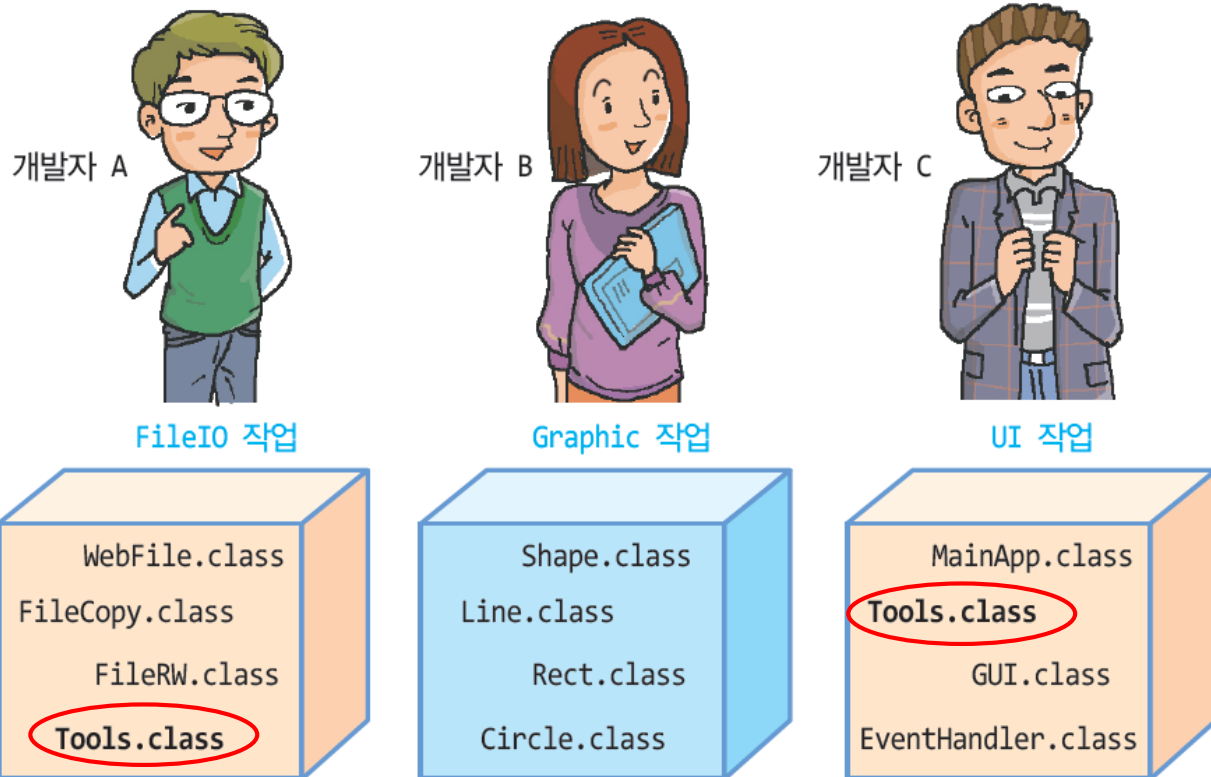 개발자 A
개발자 B
개발자 C
FileIO 작업
Graphic 작업
UI 작업
WebFile.class
FileCopy.class
FileRW.class
Tools.class
Shape.class
Line.class
Rect.class
Circle.class
MainApp.class
Tools.class
GUI.class
EventHandler.class